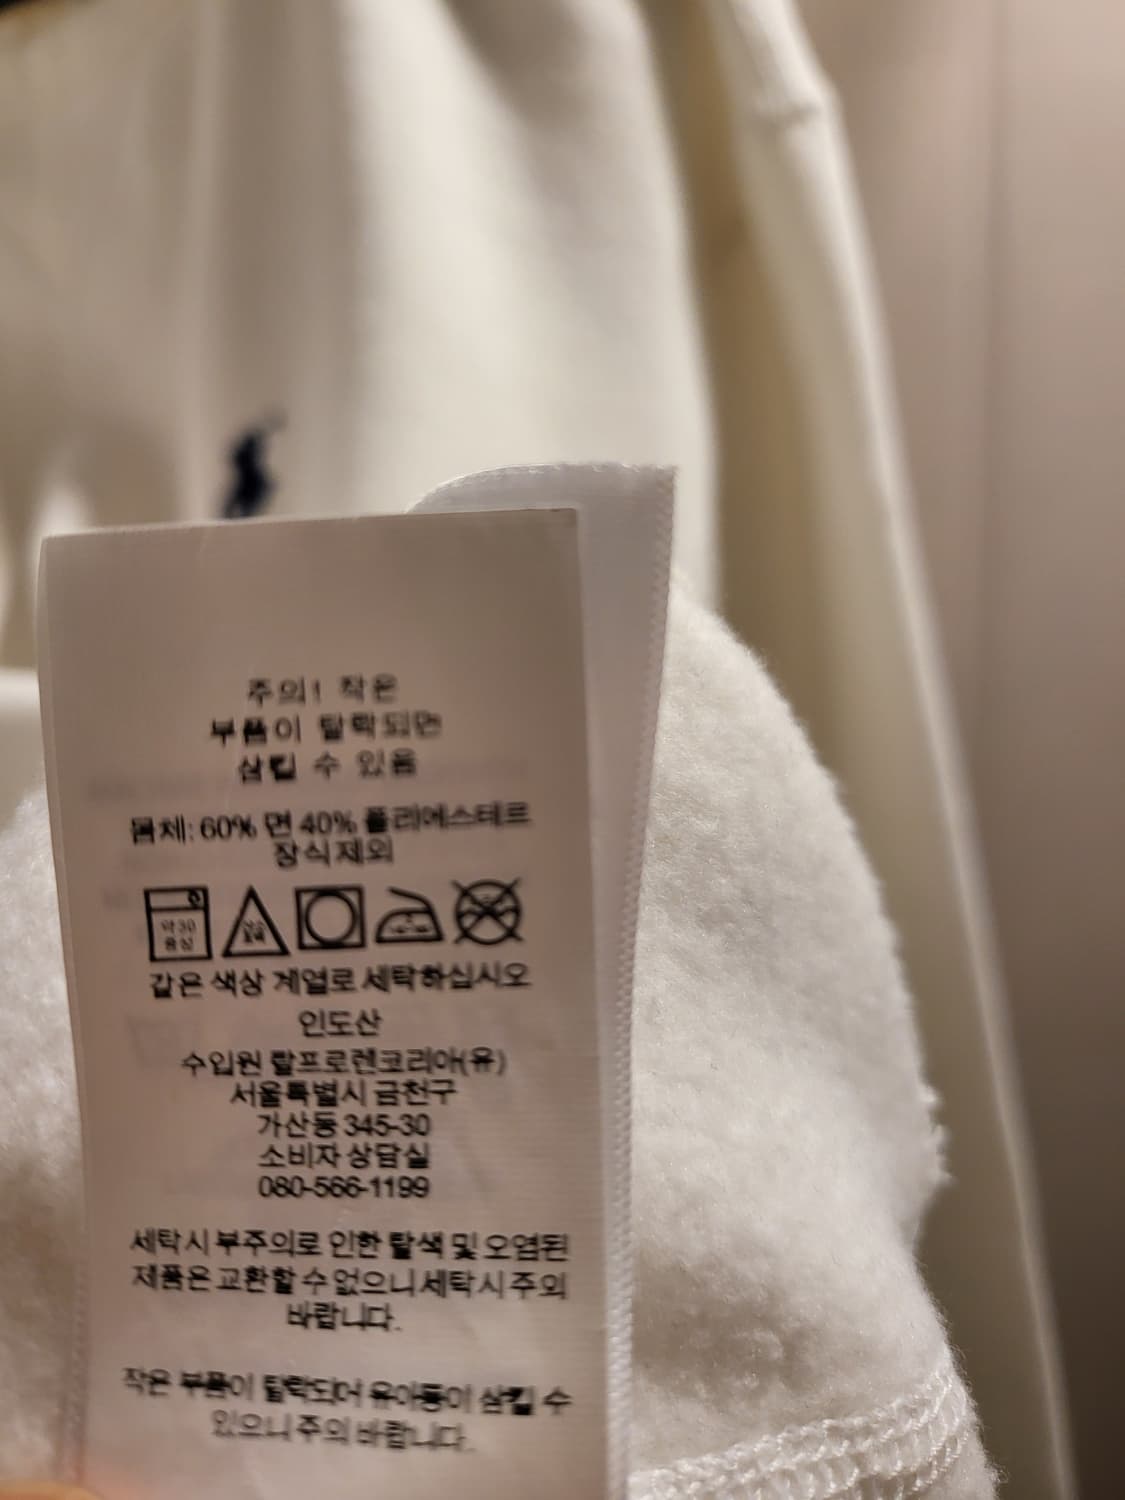 주의! 작은
부품이 탈락되면
삼킬 수 있음
몸체: 60% 면 40% 폴리에스테르
장식제외
약30
중성
같은 색상 계열로 세탁하십시오
인도산
수입원 랄프로렌코리아(유)
서울특별시 금천구
가산동 345-30
소비자 상담실
080-566-1199
세탁시 부주의로 인한 탈색 및 오염된
제품은 교환할 수 없으니 세탁시 주의
바랍니다.
작은 부품이 탈락되어 유아동이 삼킬 수
있으니 주의 바랍니다.